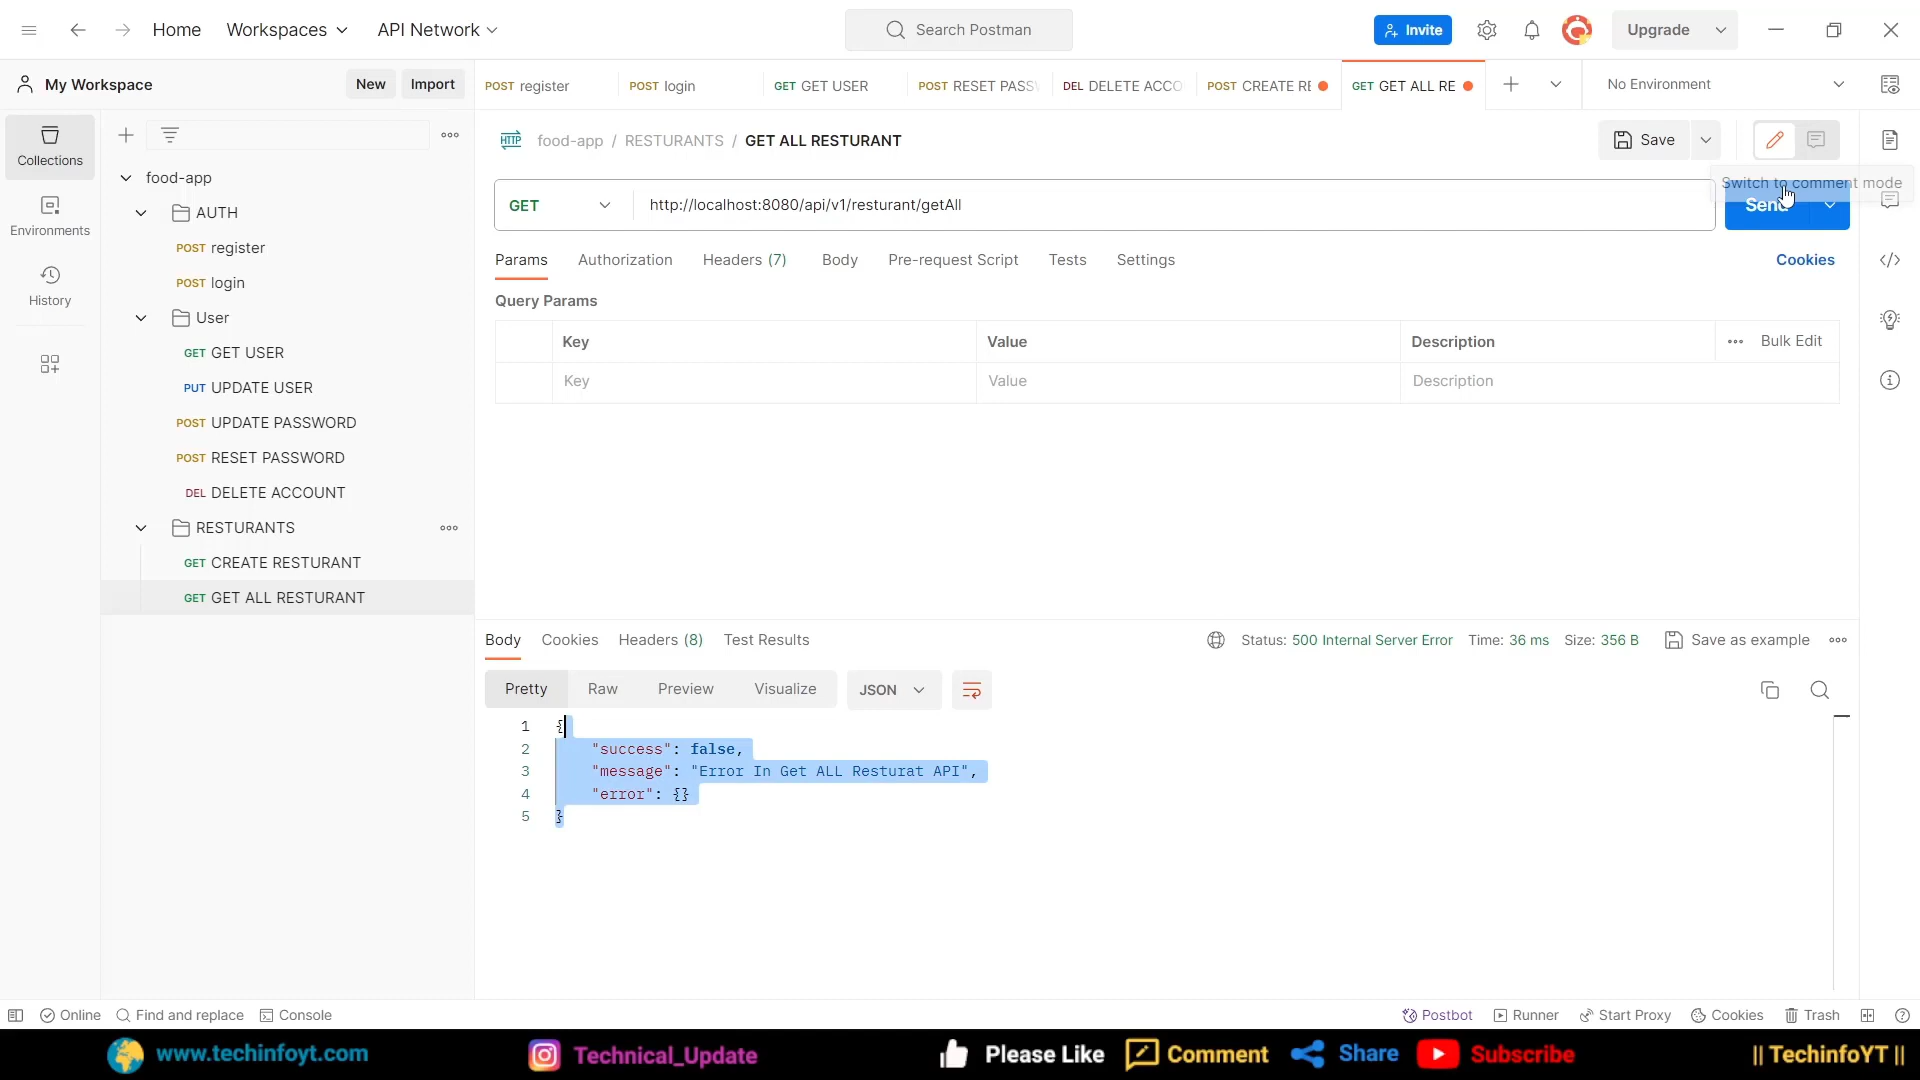 Home Workspaces API Network Search Postman Invite Upgrade
My Workspace New Import POST register POST login GET GET USER POST RESET PASSW DEL DELETE ACCO POST CREATE RE GET GET ALL RE No Environment
Collections
Environments
History
food-app
AUTH
POST register
POST login
User
GET GET USER
PUT UPDATE USER
POST UPDATE PASSWORD
POST RESET PASSWORD
DEL DELETE ACCOUNT
RESTURANTS
GET CREATE RESTURANT
GET GET ALL RESTURANT
HTTP food-app / RESTURANTS / GET ALL RESTURANT Save
Switch to comment mode
GET http://localhost:8080/api/v1/resturant/getAll Send
Params Authorization Headers (7) Body Pre-request Script Tests Settings Cookies
Query Params
Key Value Description Bulk Edit
Key Value Description
Body Cookies Headers (8) Test Results Status: 500 Internal Server Error Time: 36 ms Size: 356 B Save as example
Pretty Raw Preview Visualize JSON
1 {
2 "success": false,
3 "message": "Error In Get ALL Resturat API",
4 "error": {}
5 }
Online Find and replace Console Postbot Runner Start Proxy Cookies Trash
www.techinfoyt.com Technical_Update Please Like Comment Share Subscribe || TechinfoYT ||